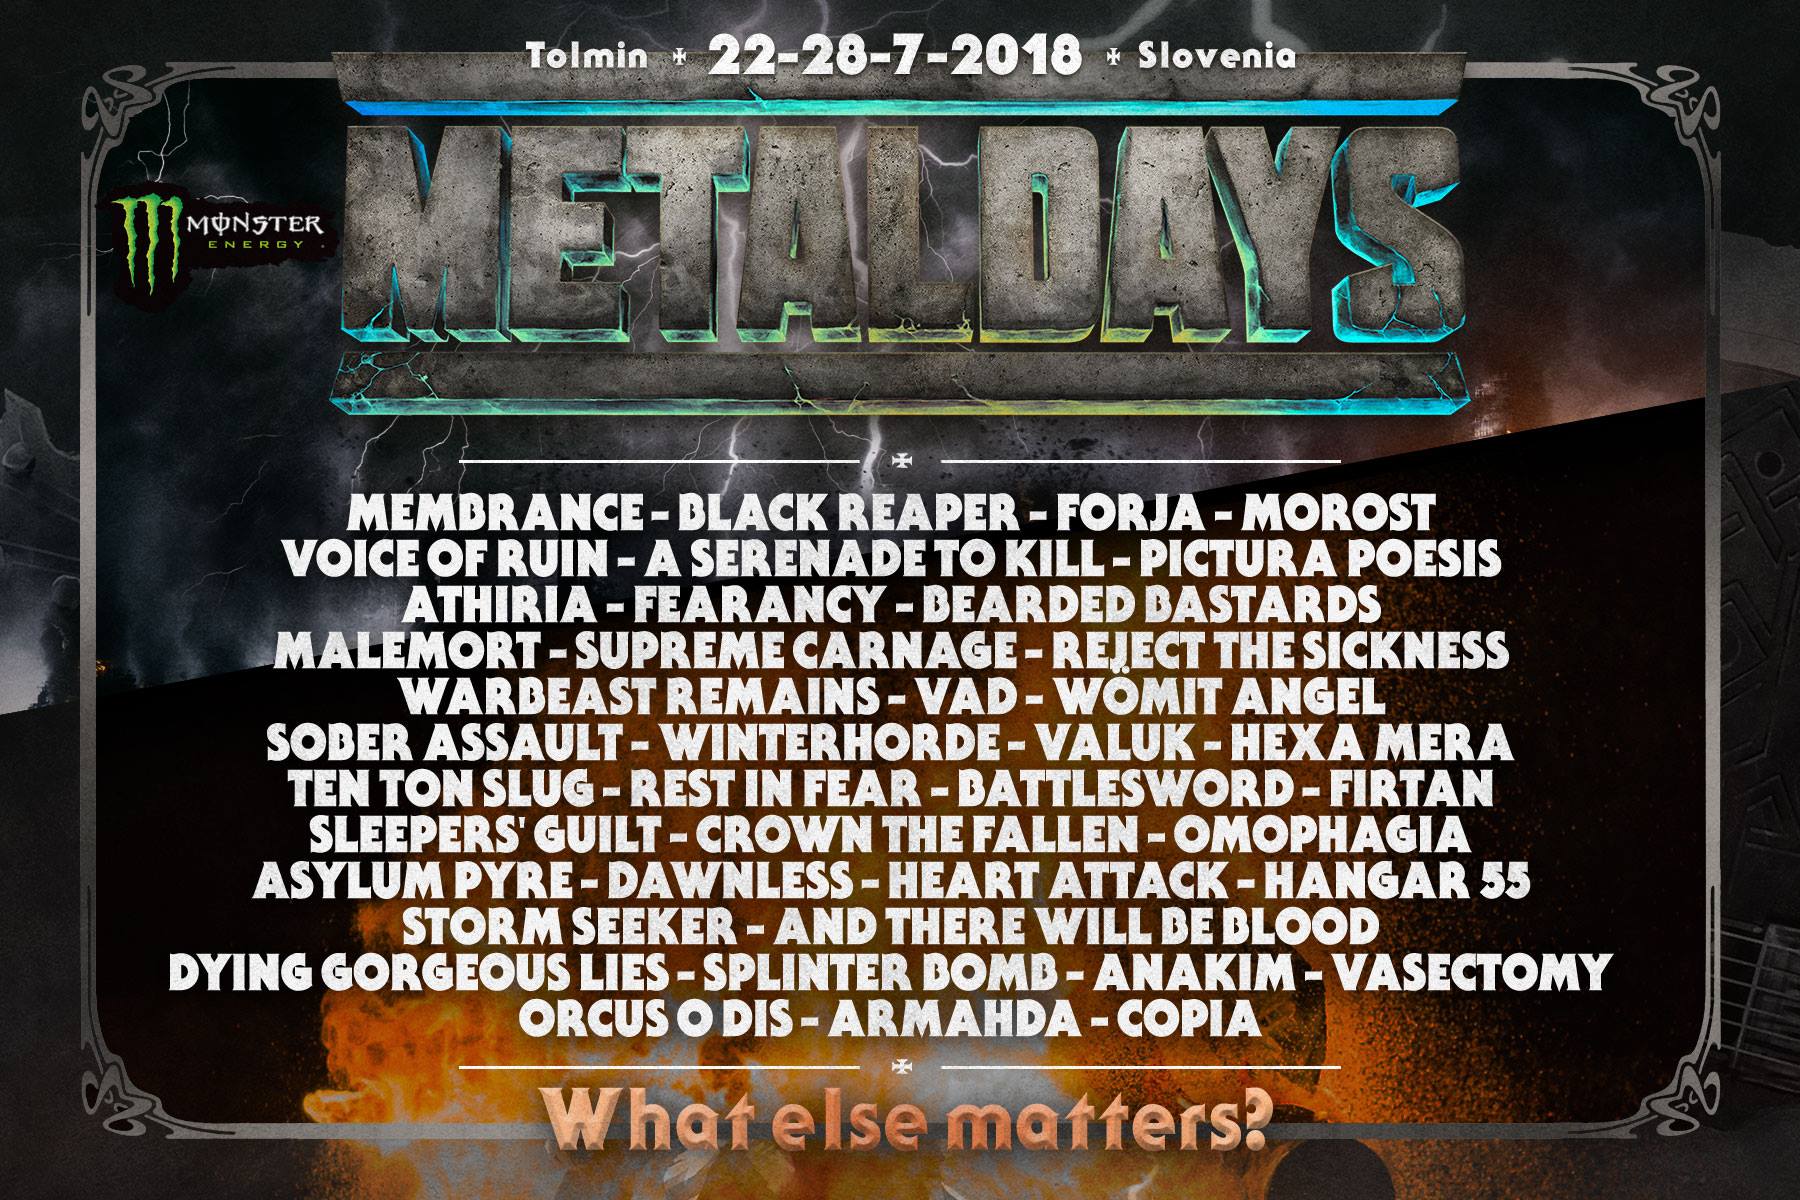 Tolmin ✠ 22-28-7-2018 ✠ Slovenia
METALDAYS
MONSTER
ENERGY
MEMBRANCE - BLACK REAPER - FORJA - MOROST
VOICE OF RUIN - A SERENADE TO KILL - PICTURA POESIS
ATHIRIA - FEARANCY - BEARDED BASTARDS
MALEMORT - SUPREME CARNAGE - REJECT THE SICKNESS
WARBEAST REMAINS - VAD - WÖMIT ANGEL
SOBER ASSAULT - WINTERHORDE - VALUK - HEXA MERA
TEN TON SLUG - REST IN FEAR - BATTLESWORD - FIRTAN
SLEEPERS' GUILT - CROWN THE FALLEN - OMOPHAGIA
ASYLUM PYRE - DAWNLESS - HEART ATTACK - HANGAR 55
STORM SEEKER - AND THERE WILL BE BLOOD
DYING GORGEOUS LIES - SPLINTER BOMB - ANAKIM - VASECTOMY
ORCUS O DIS - ARMAHDA - COPIA
What else matters?